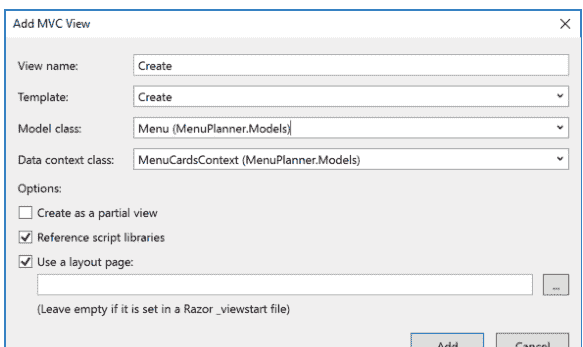 Add MVC View
View name: Create
Template: Create
Model class: Menu (MenuPlanner.Models)
Data context class: MenuCardsContext (MenuPlanner.Models)
Options:
Create as a partial view
Reference script libraries
Use a layout page:
...
(Leave empty if it is set in a Razor _viewstart file)
Add Cancel